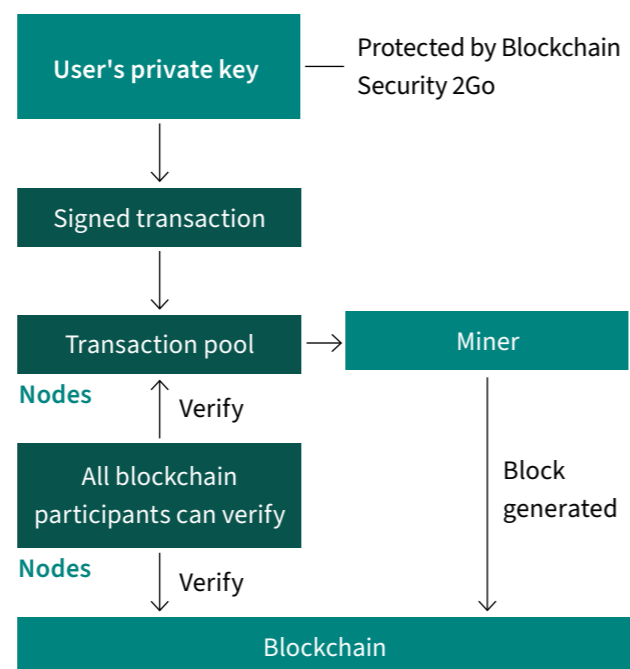 User's private key
Protected by Blockchain
Security 2Go
Signed transaction
Transaction pool
Miner
Nodes
Verify
All blockchain
participants can verify
Block
generated
Nodes
Verify
Blockchain